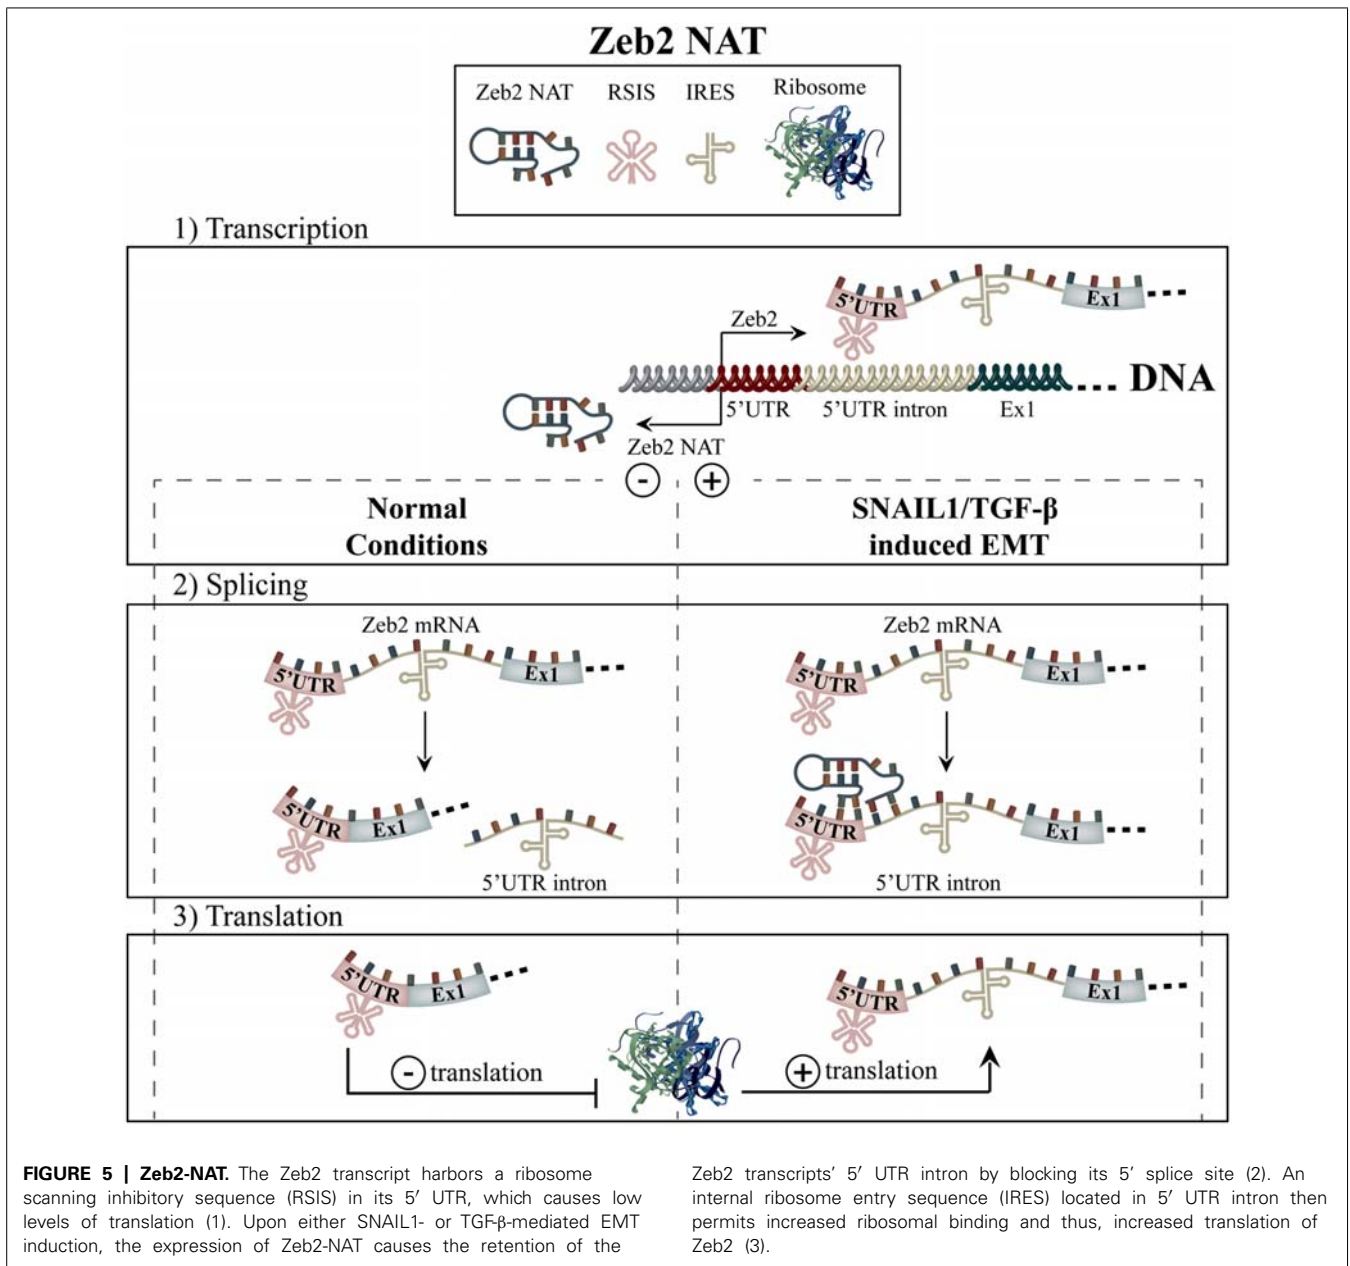 Zeb2 NAT
Zeb2 NAT RSIS IRES Ribosome
1) Transcription
5'UTR Ex1
Zeb2
DNA
5'UTR 5'UTR intron Ex1
Zeb2 NAT
- +
Normal
Conditions
SNAIL1/TGF-β
induced EMT
2) Splicing
Zeb2 mRNA
5'UTR Ex1
5'UTR Ex1
5'UTR intron
Zeb2 mRNA
5'UTR Ex1
5'UTR Ex1
5'UTR intron
3) Translation
5'UTR Ex1
- translation
5'UTR Ex1
+ translation
FIGURE 5 | Zeb2-NAT. The Zeb2 transcript harbors a ribosome
scanning inhibitory sequence (RSIS) in its 5′ UTR, which causes low
levels of translation (1). Upon either SNAIL1- or TGF-β-mediated EMT
induction, the expression of Zeb2-NAT causes the retention of the
Zeb2 transcripts' 5′ UTR intron by blocking its 5′ splice site (2). An
internal ribosome entry sequence (IRES) located in 5′ UTR intron then
permits increased ribosomal binding and thus, increased translation of
Zeb2 (3).